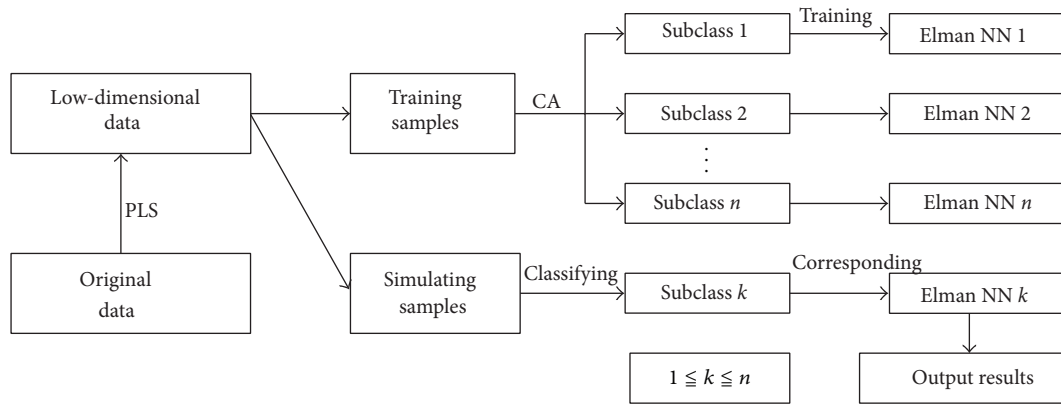 Low-dimensional
data
PLS
Original
data
Training
samples
CA
Subclass 1
Training
Elman NN 1
Subclass 2
Elman NN 2
⋮
Subclass n
Elman NN n
Simulating
samples
Classifying
Subclass k
Corresponding
Elman NN k
1 ≦ k ≦ n
Output results